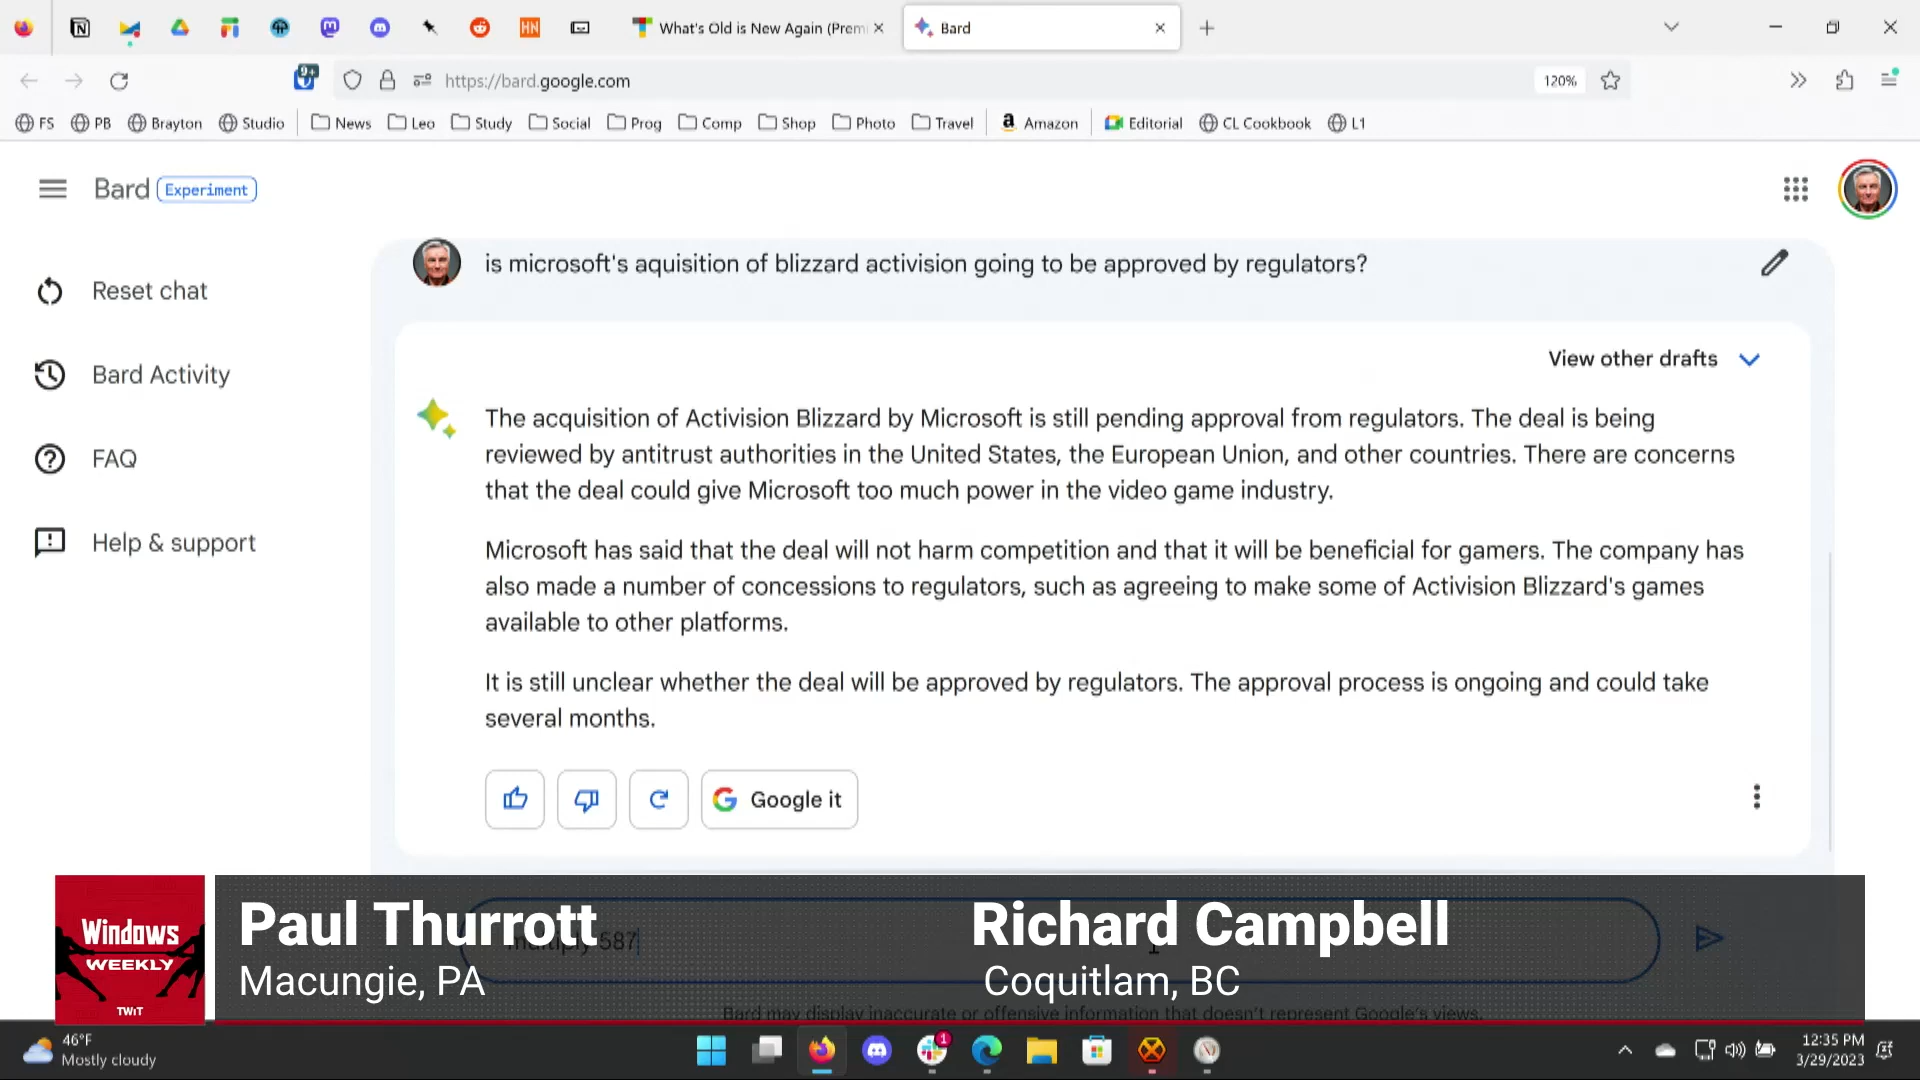 What's Old is New Again (Prem
Bard
9+
https://bard.google.com
120%
FS
PB
Brayton
Studio
News
Leo
Study
Social
Prog
Comp
Shop
Photo
Travel
Amazon
Editorial
CL Cookbook
L1
Bard Experiment
Reset chat
Bard Activity
FAQ
Help & support
is microsoft's aquisition of blizzard activision going to be approved by regulators?
View other drafts
The acquisition of Activision Blizzard by Microsoft is still pending approval from regulators. The deal is being
reviewed by antitrust authorities in the United States, the European Union, and other countries. There are concerns
that the deal could give Microsoft too much power in the video game industry.
Microsoft has said that the deal will not harm competition and that it will be beneficial for gamers. The company has
also made a number of concessions to regulators, such as agreeing to make some of Activision Blizzard's games
available to other platforms.
It is still unclear whether the deal will be approved by regulators. The approval process is ongoing and could take
several months.
Google it
Windows
WEEKLY
TWiT
Paul Thurrott
Macungie, PA
Richard Campbell
Coquitlam, BC
multiply 587
Bard may display inaccurate or offensive information that doesn't represent Google's views.
46°F
Mostly cloudy
1
12:35 PM
3/29/2023